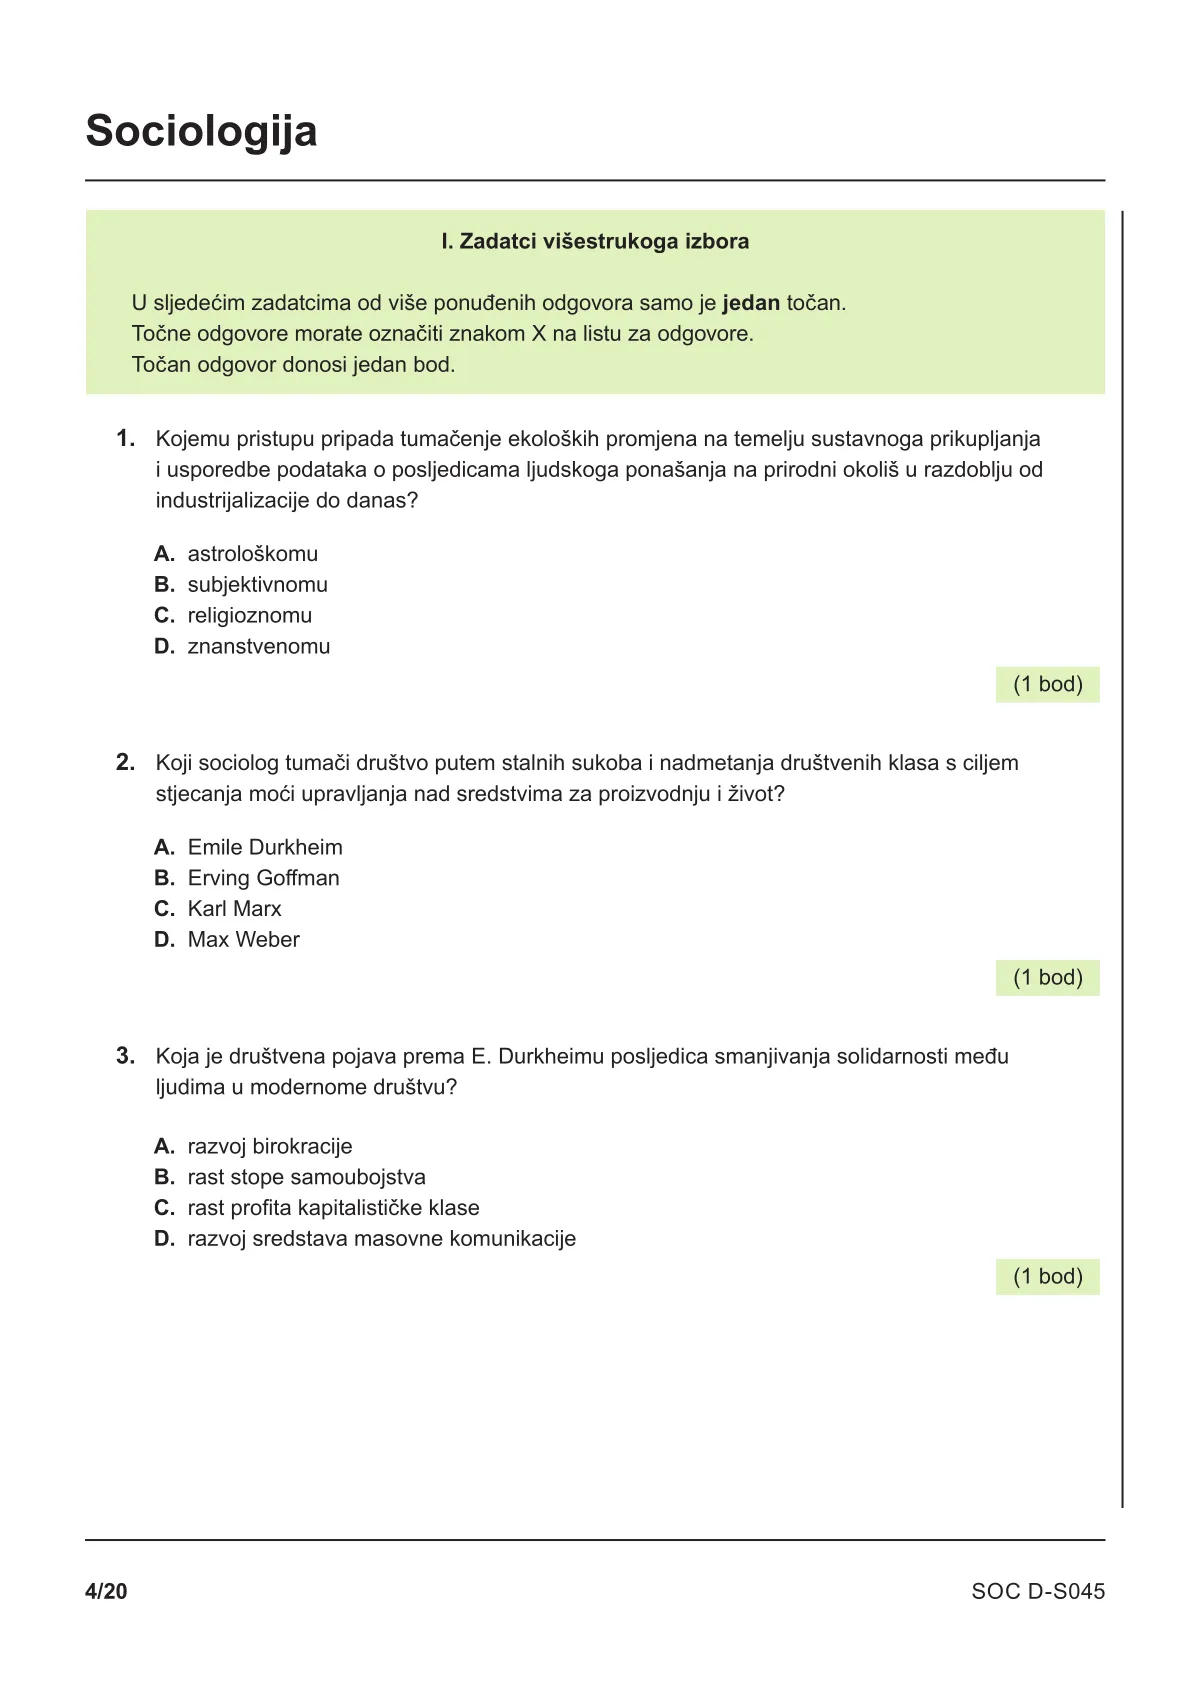 Sociologija
I. Zadatci višestrukoga izbora
U sljedećim zadatcima od više ponuđenih odgovora samo je jedan točan.
Točne odgovore morate označiti znakom X na listu za odgovore.
Točan odgovor donosi jedan bod.
1. Kojemu pristupu pripada tumačenje ekoloških promjena na temelju sustavnoga prikupljanja
i usporedbe podataka o posljedicama ljudskoga ponašanja na prirodni okoliš u razdoblju od
industrijalizacije do danas?
A. astrološkomu
B. subjektivnomu
C. religioznomu
D. znanstvenomu
(1 bod)
2. Koji sociolog tumači društvo putem stalnih sukoba i nadmetanja društvenih klasa s ciljem
stjecanja moći upravljanja nad sredstvima za proizvodnju i život?
A. Emile Durkheim
B. Erving Goffman
C. Karl Marx
D. Max Weber
(1 bod)
3. Koja je društvena pojava prema E. Durkheimu posljedica smanjivanja solidarnosti među
ljudima u modernome društvu?
A. razvoj birokracije
B. rast stope samoubojstva
C. rast profita kapitalističke klase
D. razvoj sredstava masovne komunikacije
(1 bod)
4/20
SOC D-S045